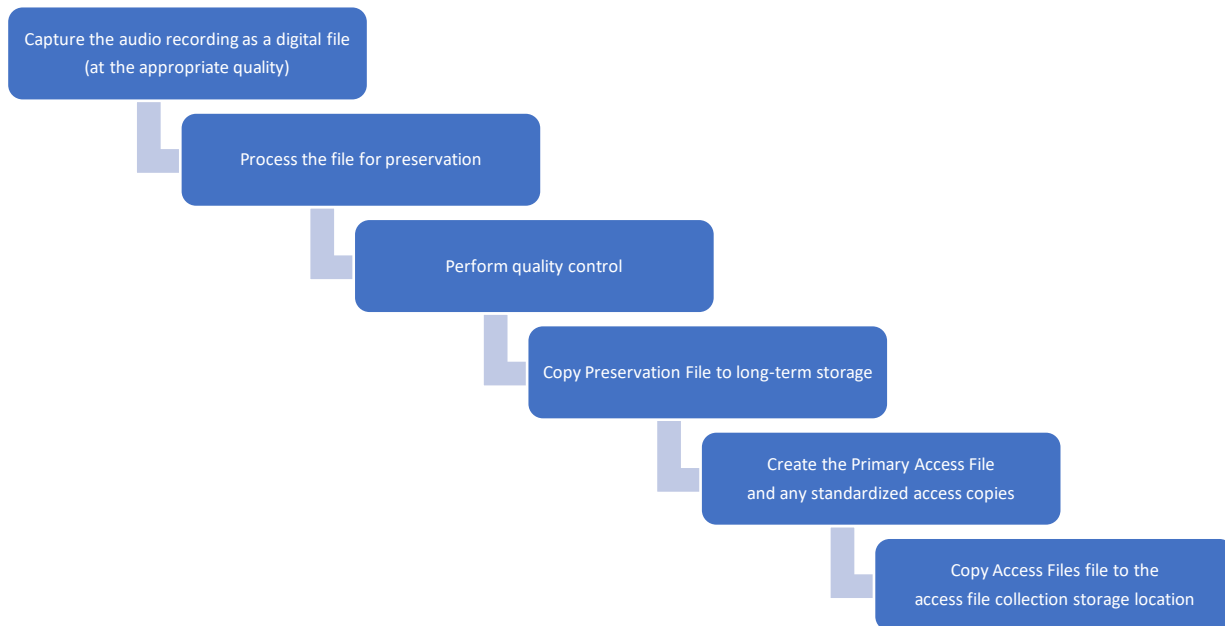 Capture the audio recording as a digital file
(at the appropriate quality)
Process the file for preservation
Perform quality control
Copy Preservation File to long-term storage
Create the Primary Access File
and any standardized access copies
Copy Access Files file to the
access file collection storage location